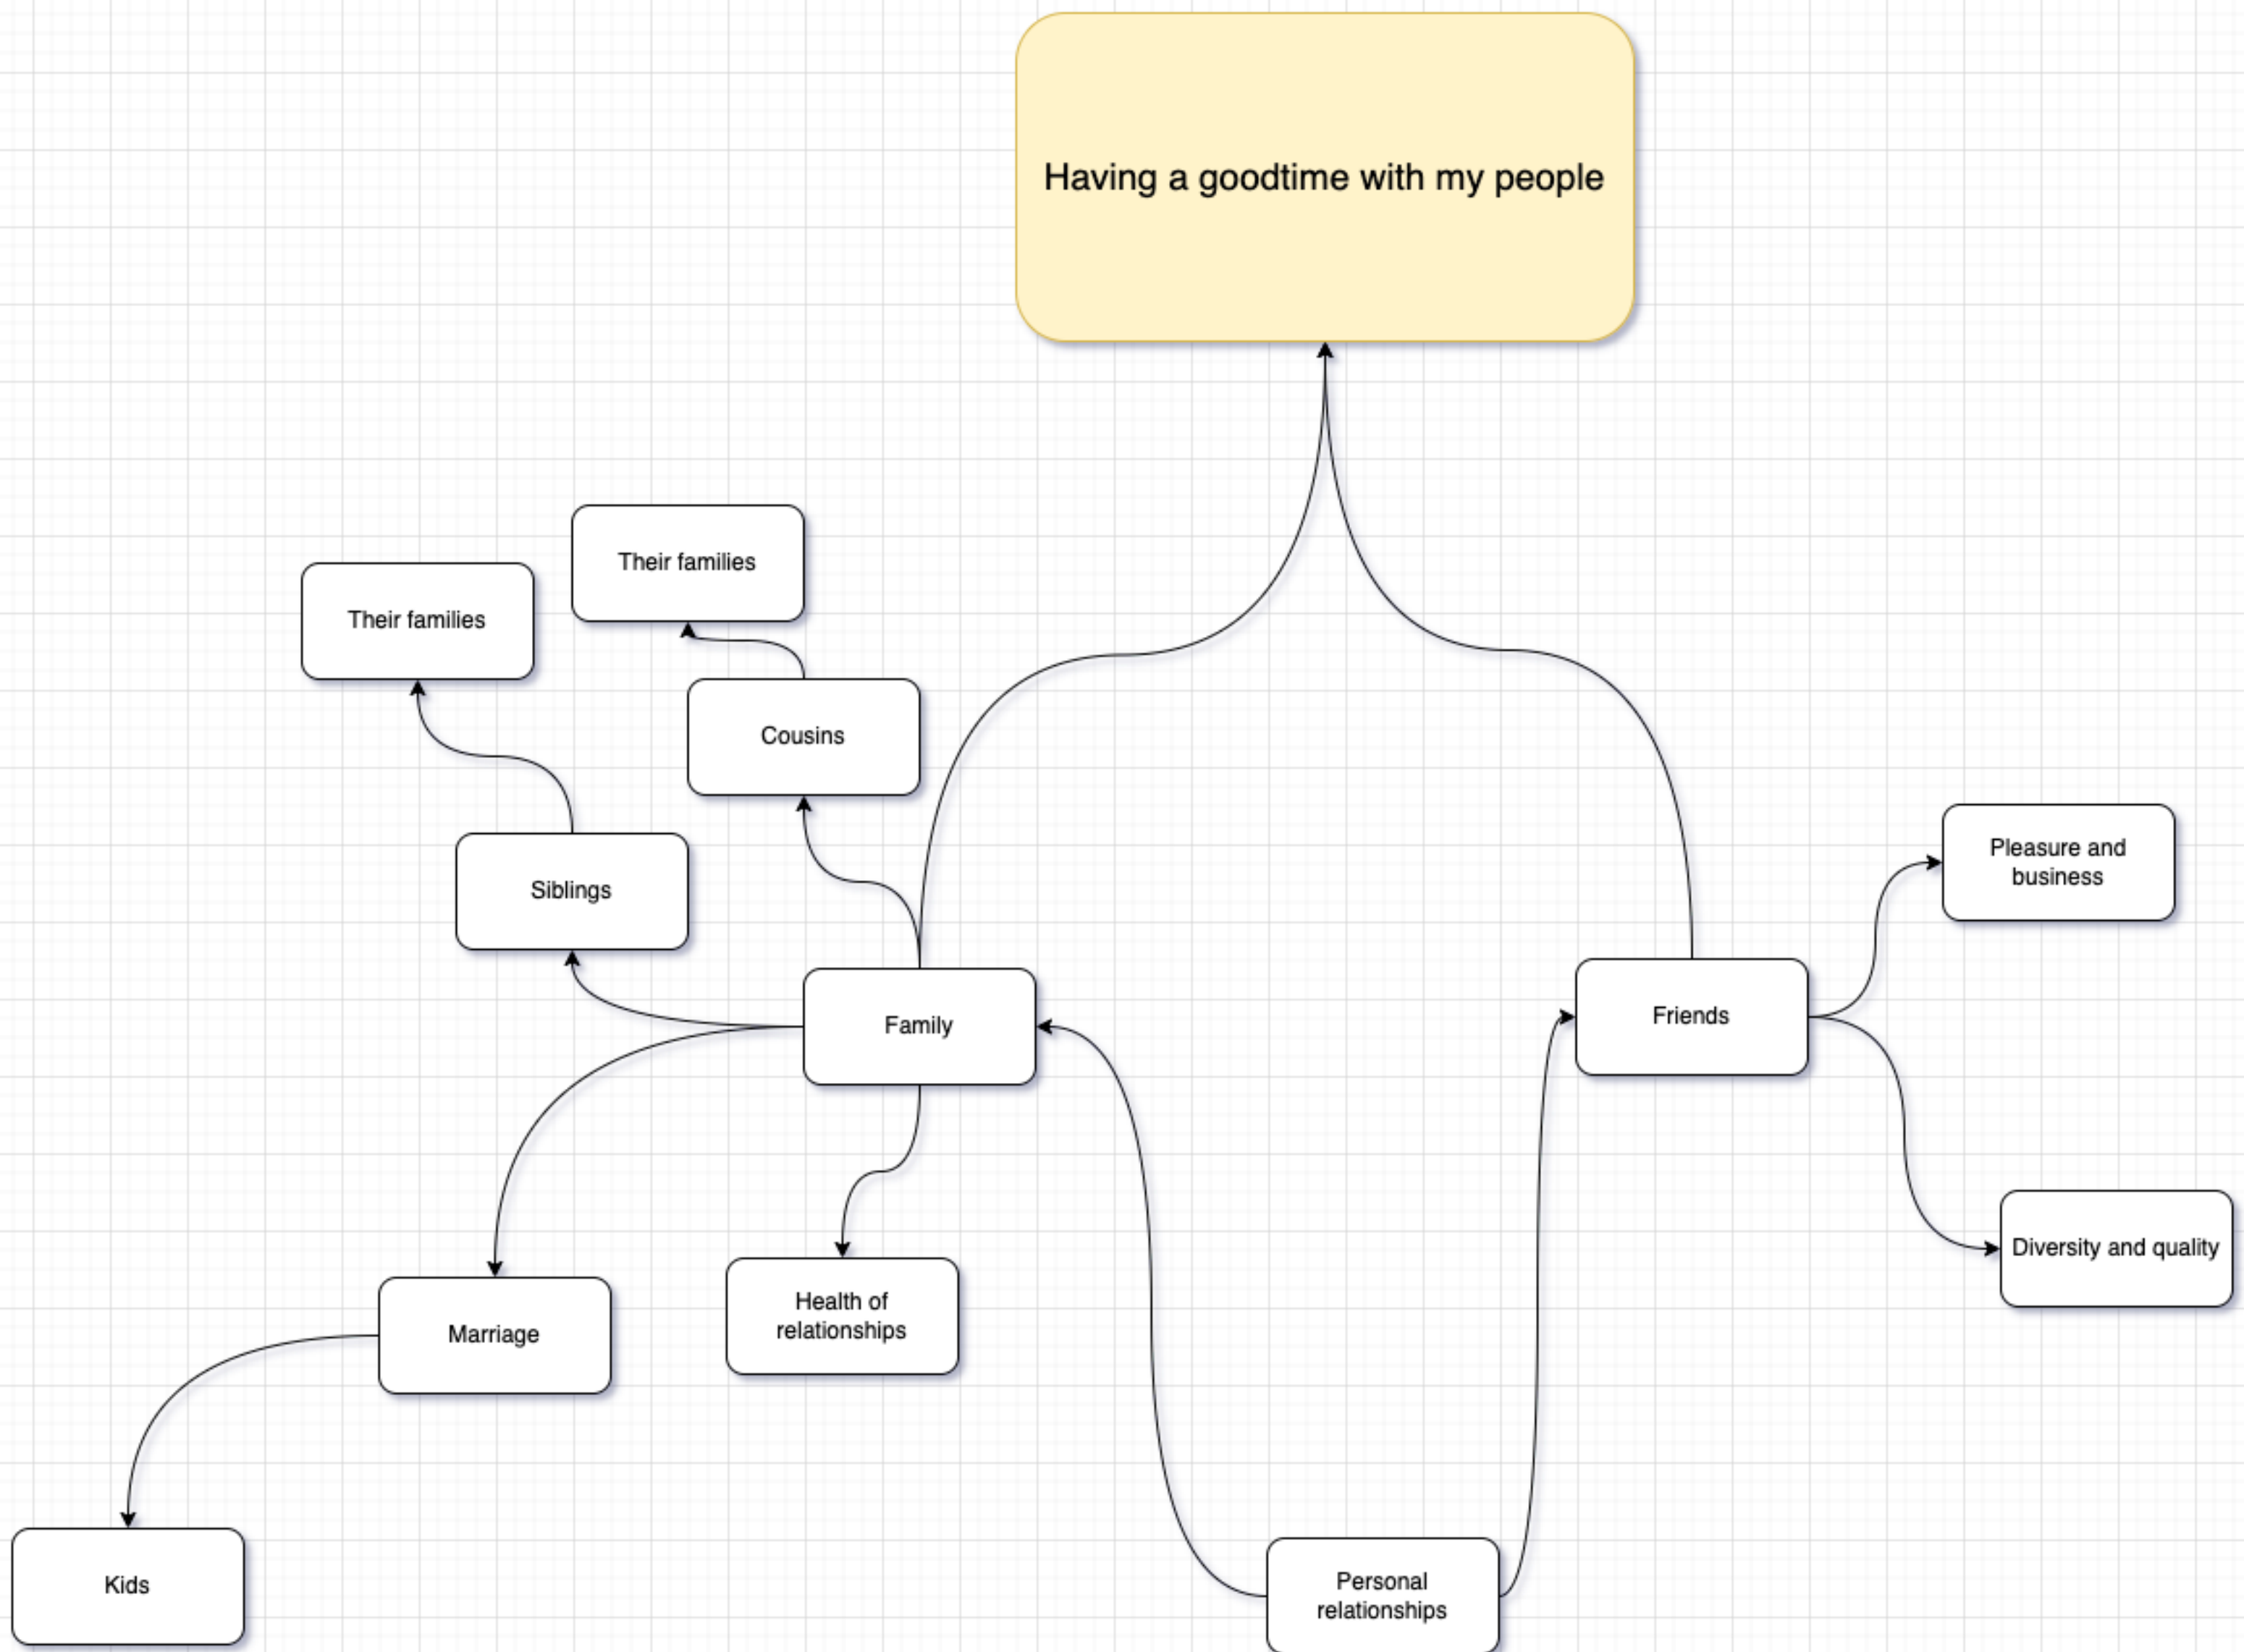 Having a goodtime with my people
Their families
Their families
Cousins
Pleasure and
business
Siblings
Friends
Family
Diversity and quality
Health of
relationships
Marriage
Kids
Personal
relationships